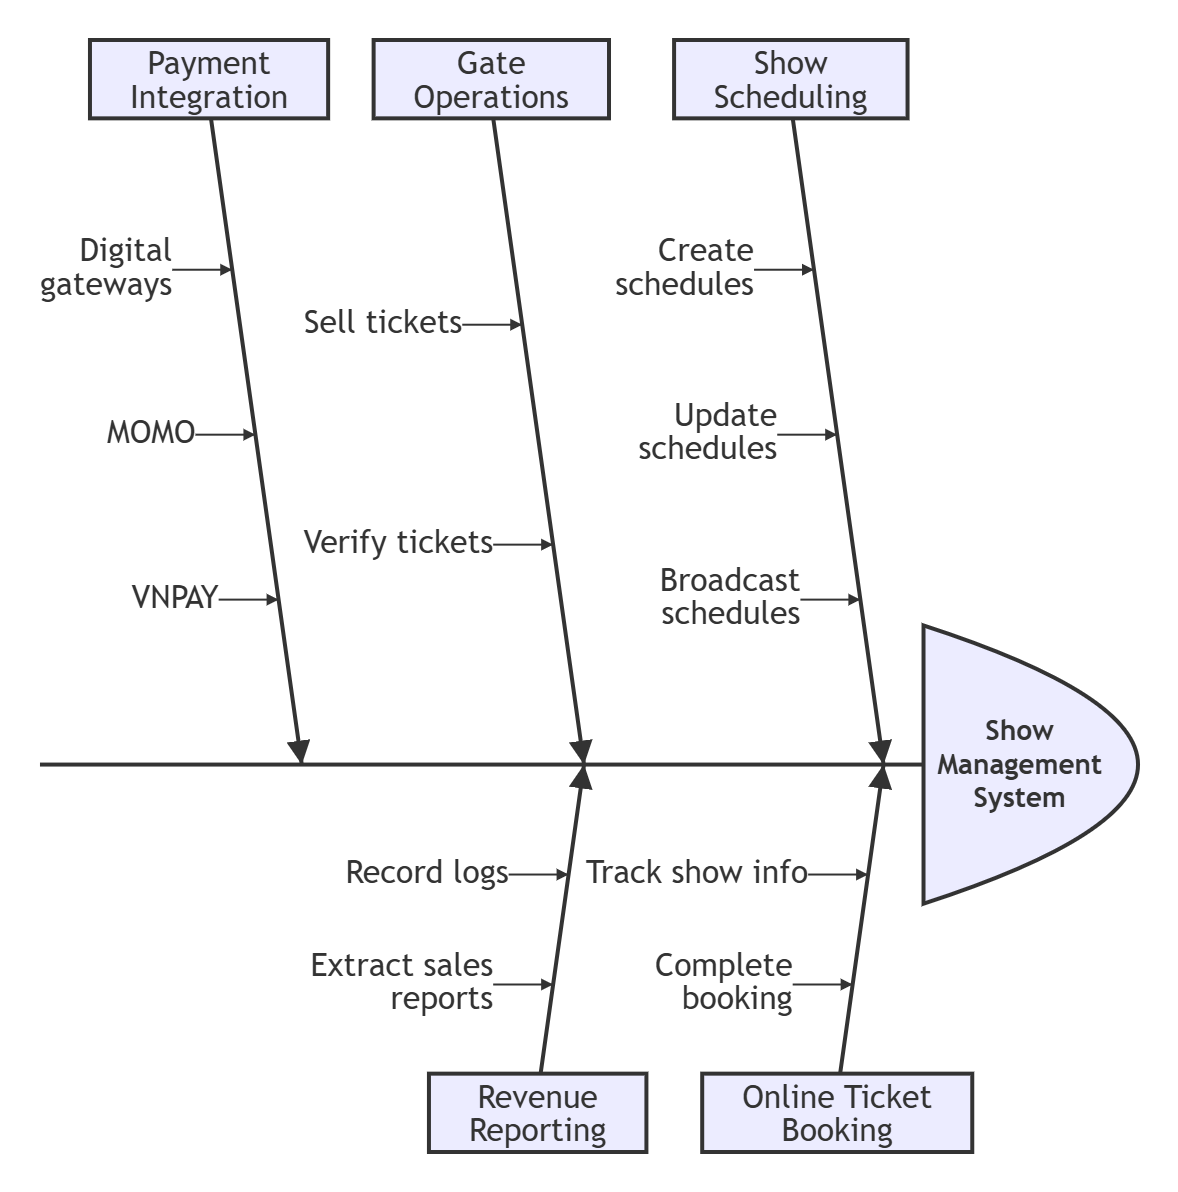 Payment
Integration
Gate
Operations
Show
Scheduling
Digital
gateways
MOMO
VNPAY
Sell tickets
Verify tickets
Create
schedules
Update
schedules
Broadcast
schedules
Show
Management
System
Record logs
Extract sales
reports
Track show info
Complete
booking
Revenue
Reporting
Online Ticket
Booking